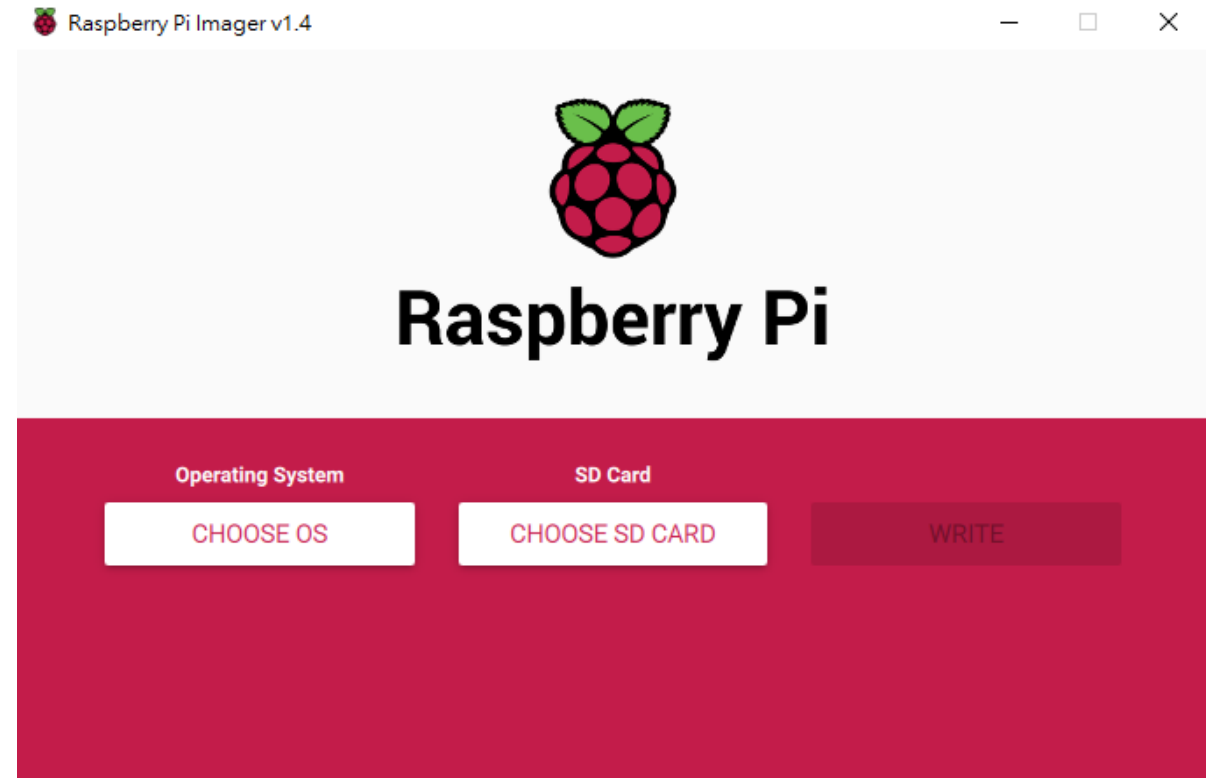 Raspberry Pi Imager v1.4
Raspberry Pi
Operating System
SD Card
CHOOSE OS
CHOOSE SD CARD
WRITE